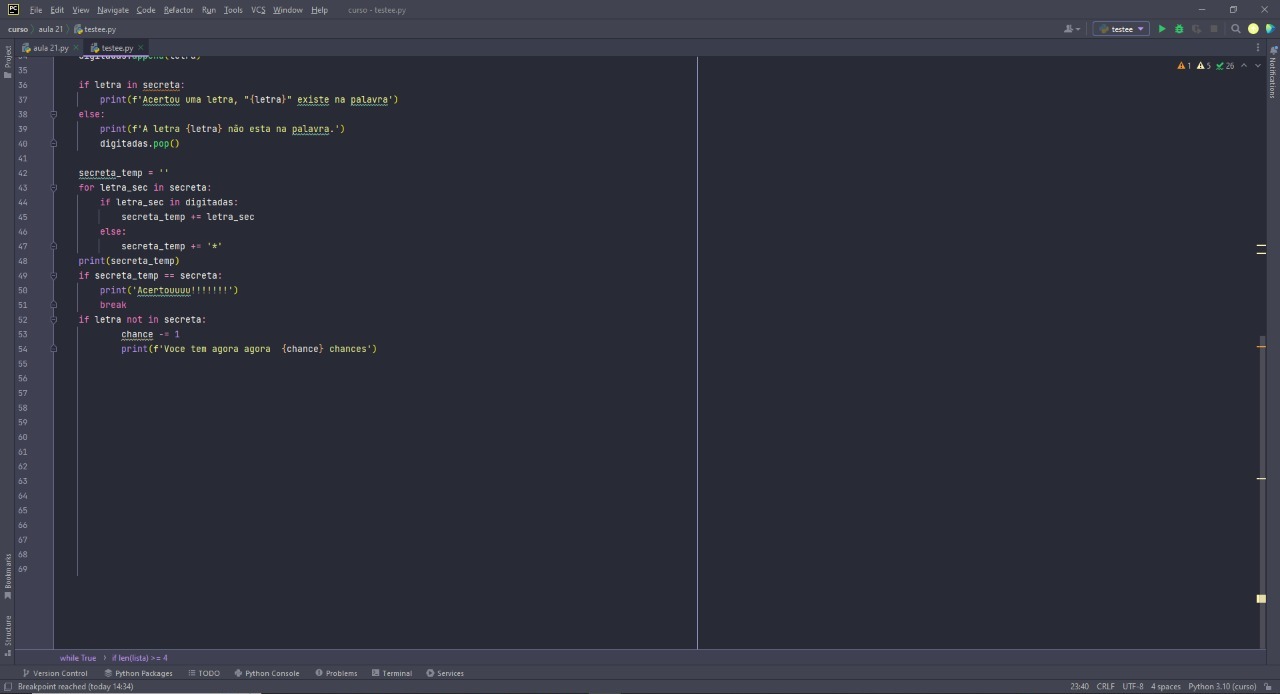 File Edit View Navigate Code Refactor Run Tools VCS Window Help curso - testee.py
curso aula 21 testee.py
testee
aula 21.py testee.py
Project
Notifications
1 5 26
34 digitadas.append(letra)
35
36 if letra in secreta:
37 print(f'Acertou uma letra, "{letra}" existe na palavra')
38 else:
39 print(f'A letra {letra} não esta na palavra.')
40 digitadas.pop()
41
42 secreta_temp = ''
43 for letra_sec in secreta:
44 if letra_sec in digitadas:
45 secreta_temp += letra_sec
46 else:
47 secreta_temp += '*'
48 print(secreta_temp)
49 if secreta_temp == secreta:
50 print('Acertouuuu!!!!!!!')
51 break
52 if letra not in secreta:
53 chance -= 1
54 print(f'Voce tem agora agora  {chance} chances')
55
56
57
58
59
60
61
62
63
64
65
66
67
68
69
Bookmarks
Structure
while True if len(lista) >= 4
Version Control Python Packages TODO Python Console Problems Terminal Services
Breakpoint reached (today 14:34) 23:40 CRLF UTF-8 4 spaces Python 3.10 (curso)